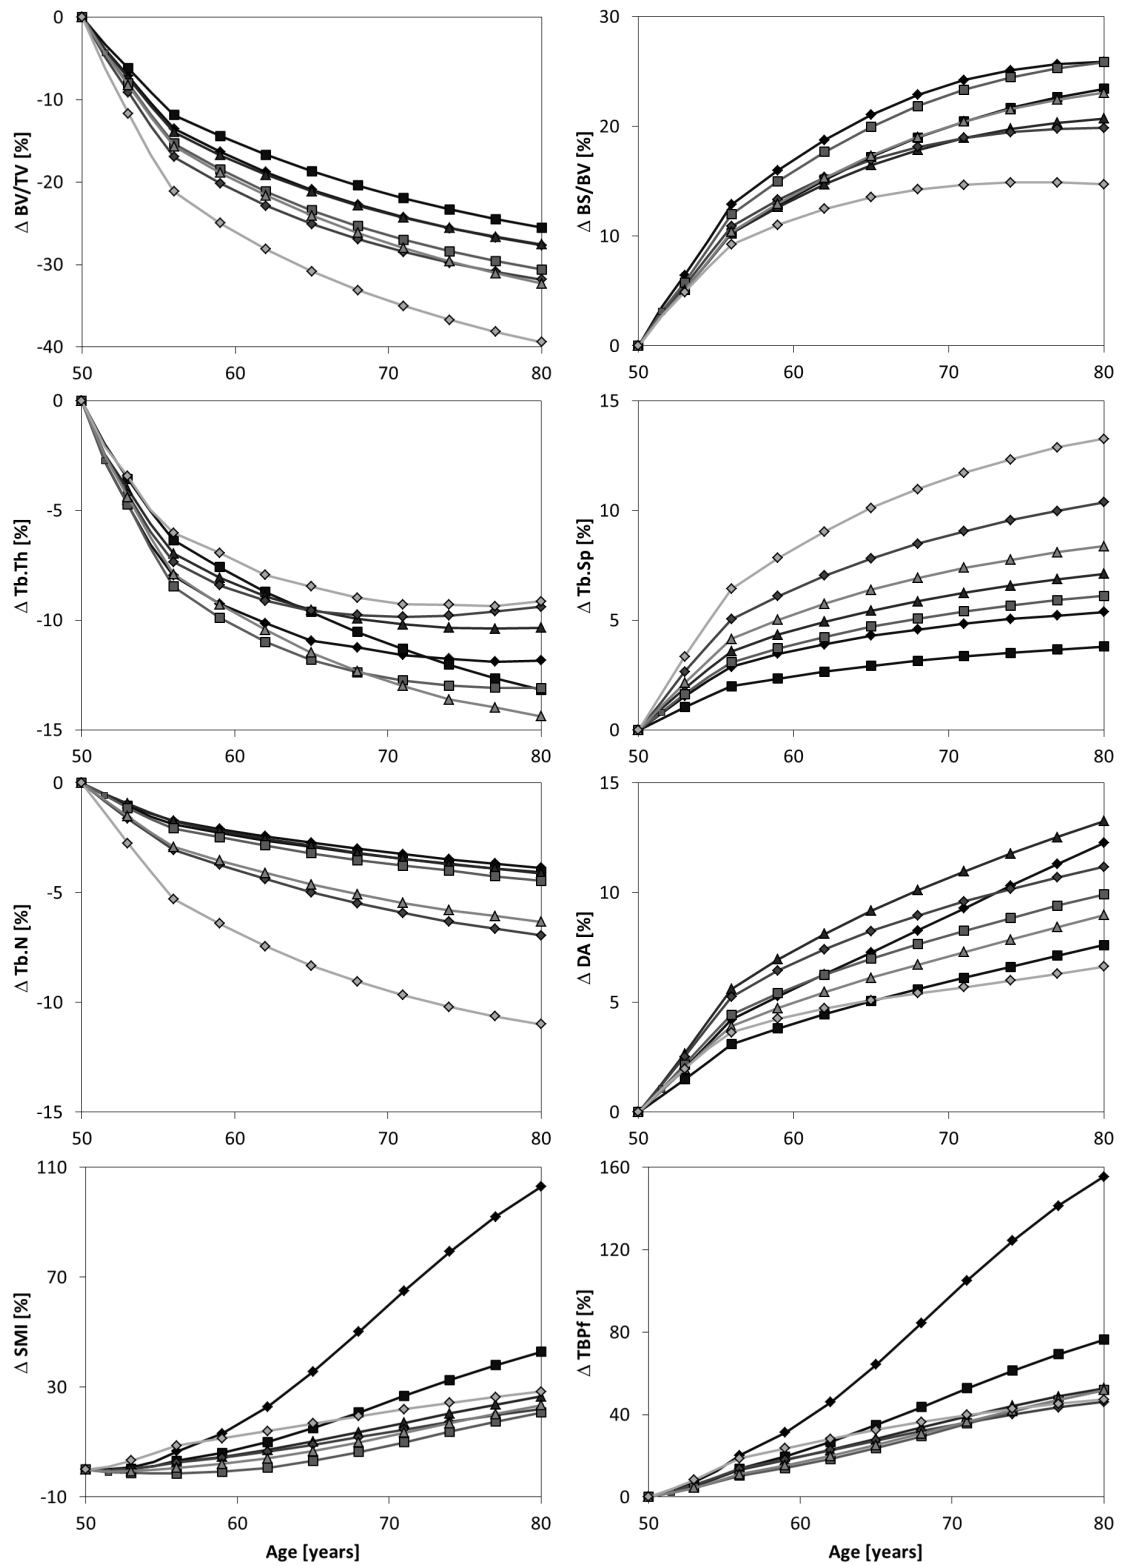 Δ BV/TV [%]
0
-10
-20
-30
-40
50 60 70 80
Δ BS/BV [%]
30
20
10
0
50 60 70 80
Δ Tb.Th [%]
0
-5
-10
-15
50 60 70 80
Δ Tb.Sp [%]
15
10
5
0
50 60 70 80
Δ Tb.N [%]
0
-5
-10
-15
50 60 70 80
Δ DA [%]
15
10
5
0
50 60 70 80
Δ SMI [%]
110
70
30
-10
50 60 70 80
Age [years]
Δ TBPf [%]
160
120
80
40
0
50 60 70 80
Age [years]